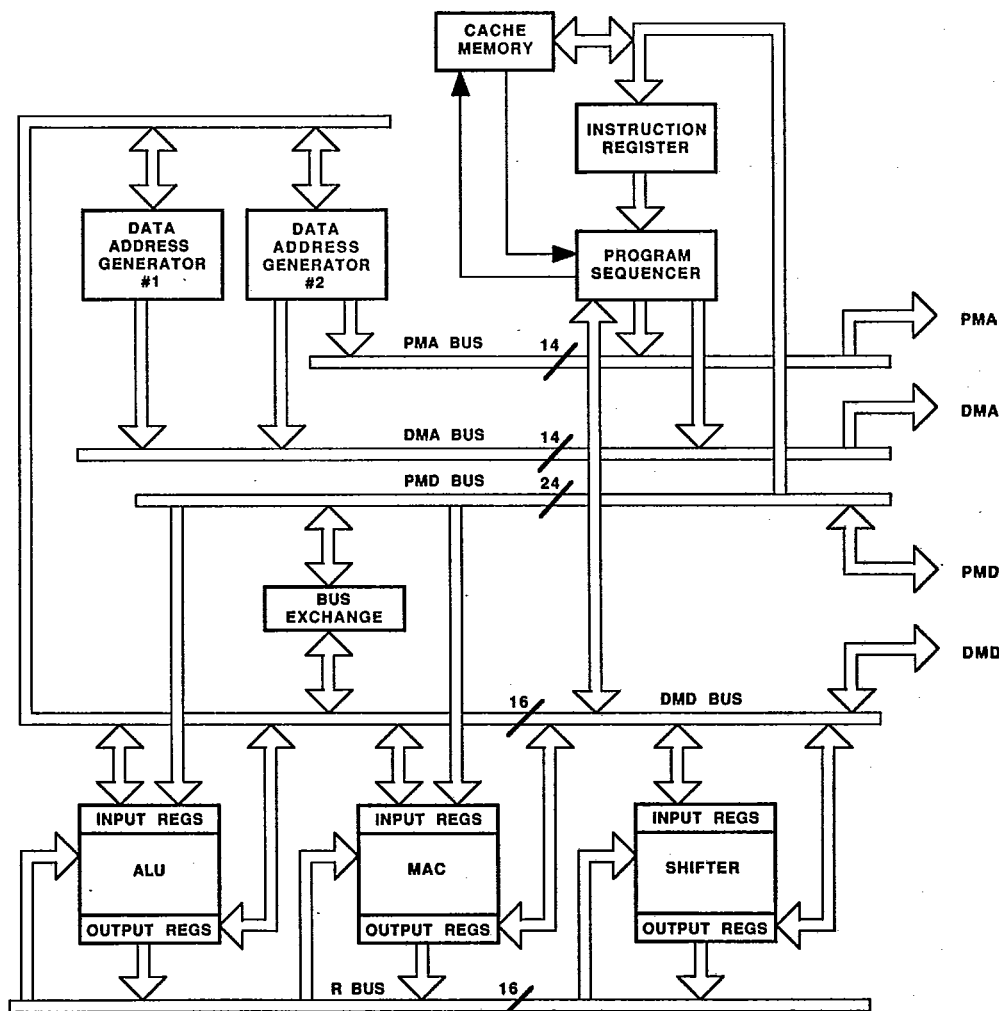 CACHE
MEMORY
INSTRUCTION
REGISTER
DATA
ADDRESS
GENERATOR
#1
DATA
ADDRESS
GENERATOR
#2
PROGRAM
SEQUENCER
PMA BUS
14
PMA
DMA BUS
14
DMA
PMD BUS
24
PMD
BUS
EXCHANGE
DMD
16
DMD BUS
INPUT REGS
ALU
OUTPUT REGS
INPUT REGS
MAC
OUTPUT REGS
INPUT REGS
SHIFTER
OUTPUT REGS
R BUS
16